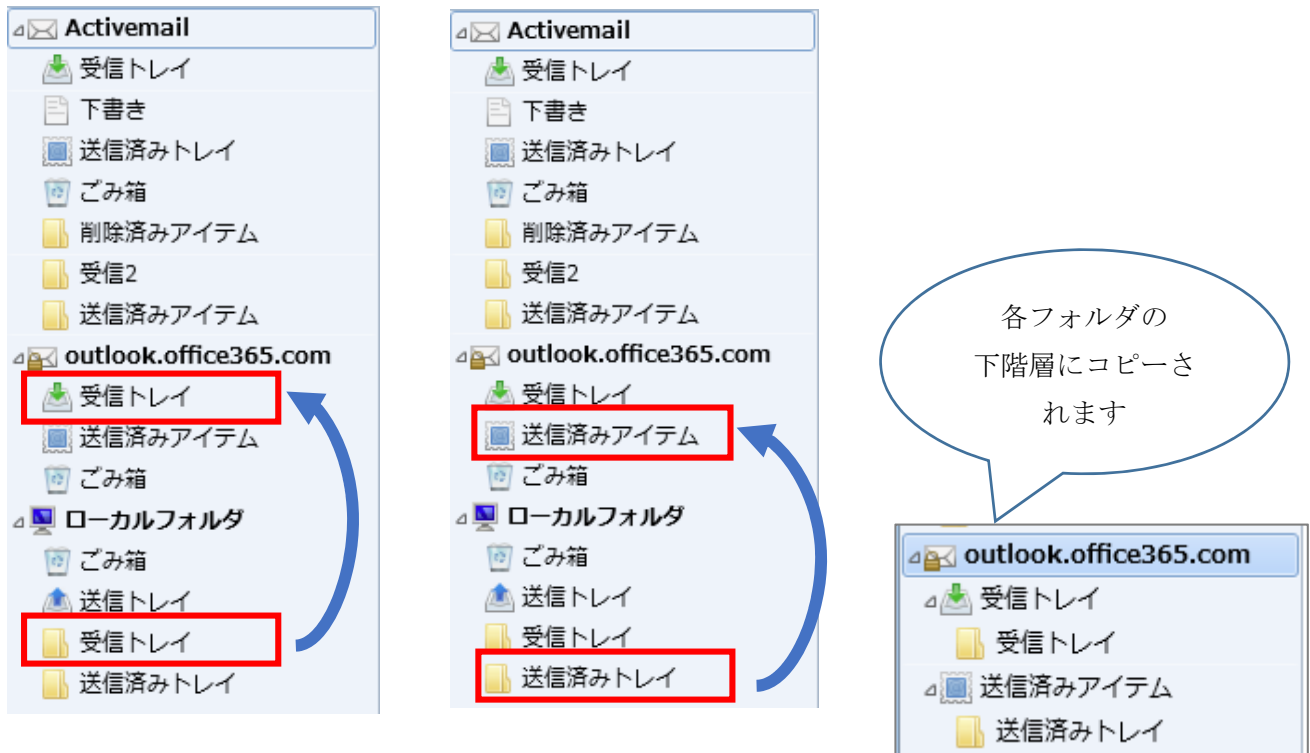 Activemail
受信トレイ
下書き
送信済みトレイ
ごみ箱
削除済みアイテム
受信2
送信済みアイテム
outlook.office365.com
受信トレイ
送信済みアイテム
ごみ箱
ローカルフォルダ
ごみ箱
送信トレイ
受信トレイ
送信済みトレイ
Activemail
受信トレイ
下書き
送信済みトレイ
ごみ箱
削除済みアイテム
受信2
送信済みアイテム
outlook.office365.com
受信トレイ
送信済みアイテム
ごみ箱
ローカルフォルダ
ごみ箱
送信トレイ
受信トレイ
送信済みトレイ
各フォルダの
下階層にコピーさ
れます
outlook.office365.com
受信トレイ
受信トレイ
送信済みアイテム
送信済みトレイ